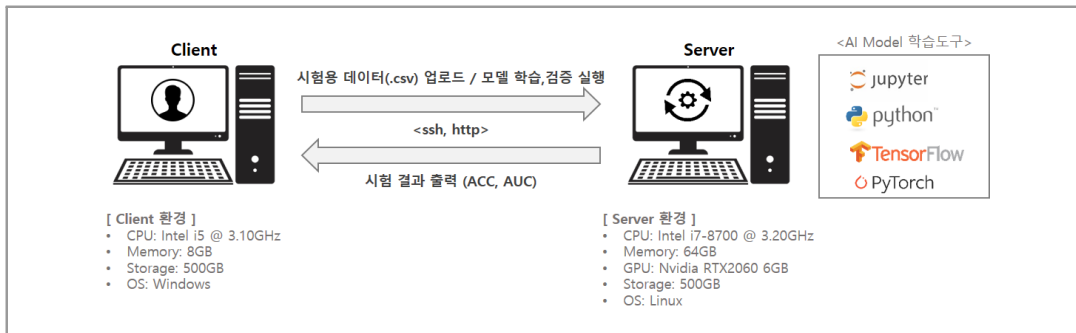 Client
Server
<AI Model 학습도구>
시험용 데이터(.csv) 업로드 / 모델 학습,검증 실행
<ssh, http>
시험 결과 출력 (ACC, AUC)
jupyter
python™
TensorFlow
PyTorch
[ Client 환경 ]
• CPU: Intel i5 @ 3.10GHz
• Memory: 8GB
• Storage: 500GB
• OS: Windows
[ Server 환경 ]
• CPU: Intel i7-8700 @ 3.20GHz
• Memory: 64GB
• GPU: Nvidia RTX2060 6GB
• Storage: 500GB
• OS: Linux